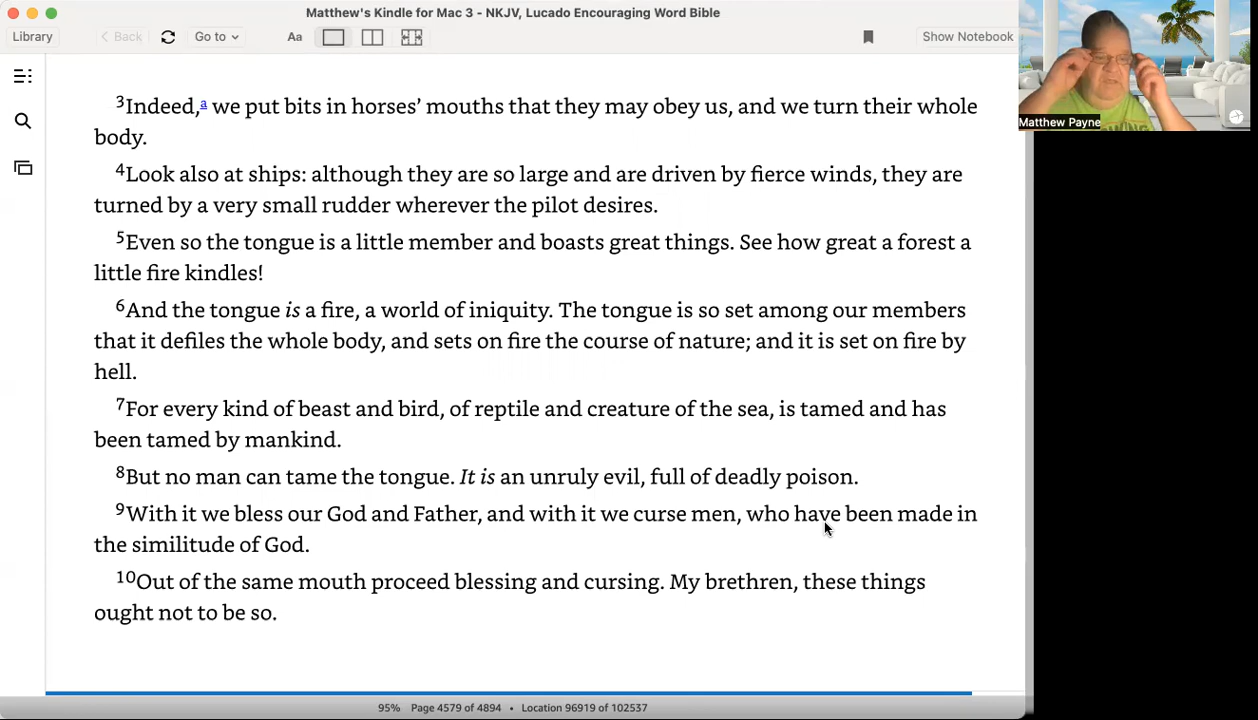 Matthew's Kindle for Mac 3 - NKJV, Lucado Encouraging Word Bible
Library
Back
Go to
Aa
Show Notebook
Matthew Payne
3Indeed,a we put bits in horses’ mouths that they may obey us, and we turn their whole
body.
4Look also at ships: although they are so large and are driven by fierce winds, they are
turned by a very small rudder wherever the pilot desires.
5Even so the tongue is a little member and boasts great things. See how great a forest a
little fire kindles!
6And the tongue is a fire, a world of iniquity. The tongue is so set among our members
that it defiles the whole body, and sets on fire the course of nature; and it is set on fire by
hell.
7For every kind of beast and bird, of reptile and creature of the sea, is tamed and has
been tamed by mankind.
8But no man can tame the tongue. It is an unruly evil, full of deadly poison.
9With it we bless our God and Father, and with it we curse men, who have been made in
the similitude of God.
10Out of the same mouth proceed blessing and cursing. My brethren, these things
ought not to be so.
95% Page 4579 of 4894 • Location 96919 of 102537